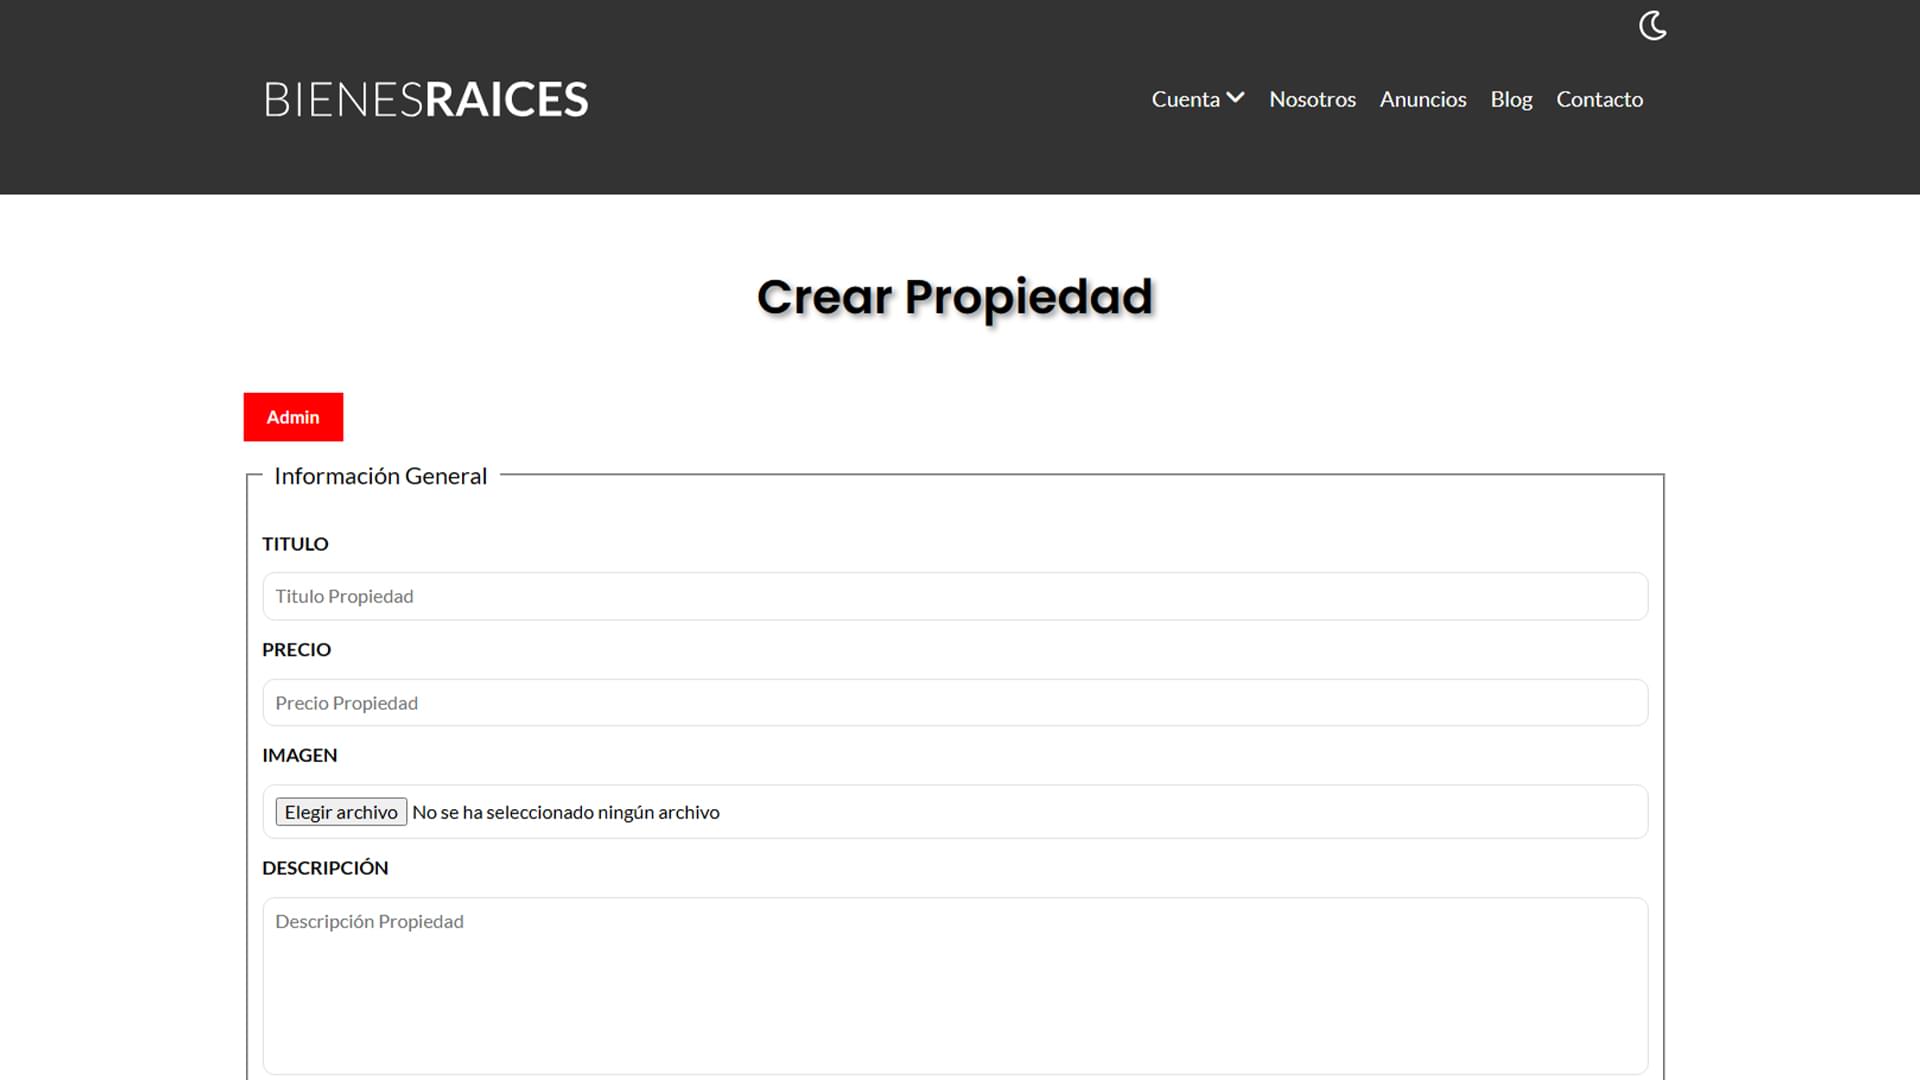 BIENESRAICES
Cuenta Nosotros Anuncios Blog Contacto
Crear Propiedad
Admin
Información General
TITULO
Titulo Propiedad
PRECIO
Precio Propiedad
IMAGEN
Elegir archivo No se ha seleccionado ningún archivo
DESCRIPCIÓN
Descripción Propiedad